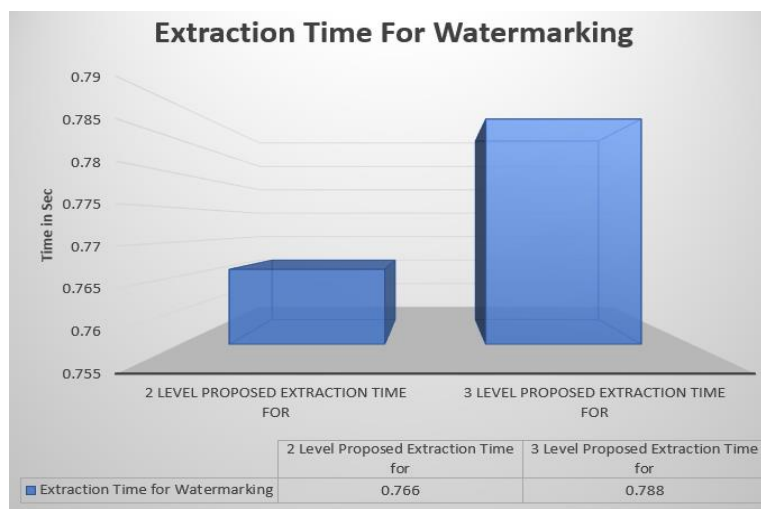 Extraction Time For Watermarking
0.79
0.785
0.78
0.775
0.77
0.765
0.76
0.755
Time in Sec
2 LEVEL PROPOSED EXTRACTION TIME
FOR
3 LEVEL PROPOSED EXTRACTION TIME
FOR
2 Level Proposed Extraction Time
for
3 Level Proposed Extraction Time
for
Extraction Time for Watermarking 0.766 0.788